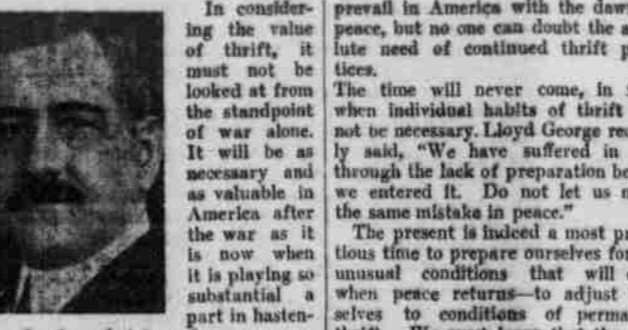 In consider-
ing the value
of thrift, it
must not be
looked at from
the standpoint
of war alone.
It will be as
necessary and
as valuable in
America after
the war as it
is now when
it is playing so
substantial a
part in hasten-
prevail in America with the
peace, but no one can doubt the
lute need of continued thrift
tices.
The time will never come, in
when individual habits of thrift
not be necessary. Lloyd George
ly said, "We have suffered in
through the lack of preparation
we entered it. Do not let us
the same mistake in peace."
The present is indeed a most
tious time to prepare ourselves for
unusual conditions that will
when peace returns—to adjust
selves to conditions of